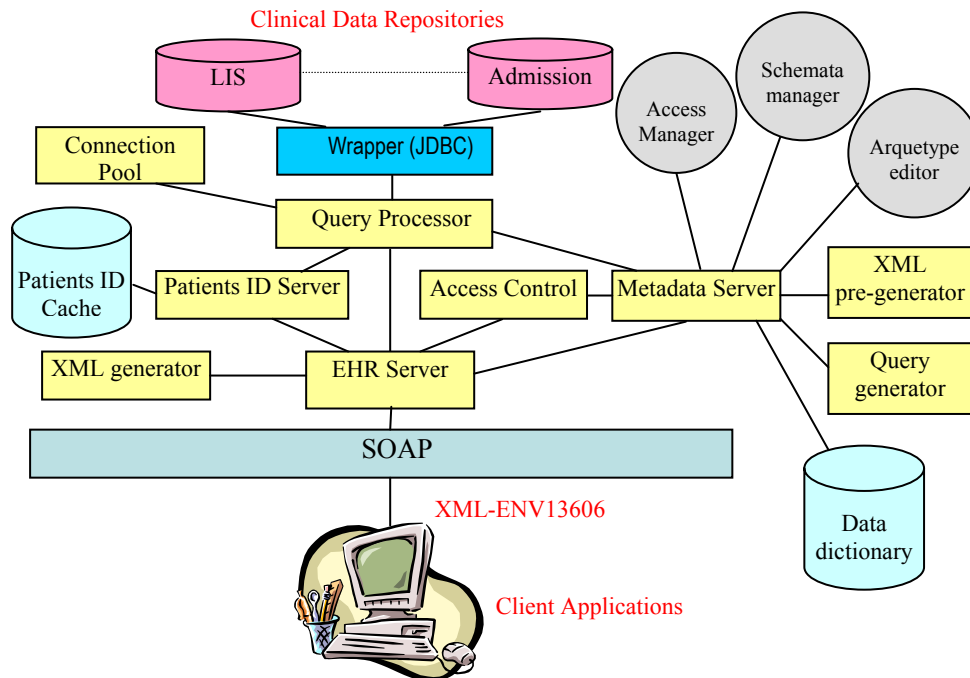 Clinical Data Repositories
LIS
Admission
Access
Manager
Schemata
manager
Arquetype
editor
Connection
Pool
Wrapper (JDBC)
Query Processor
Patients ID
Cache
Patients ID Server
Access Control
Metadata Server
XML
pre-generator
XML generator
EHR Server
Query
generator
SOAP
XML-ENV13606
Data
dictionary
Client Applications